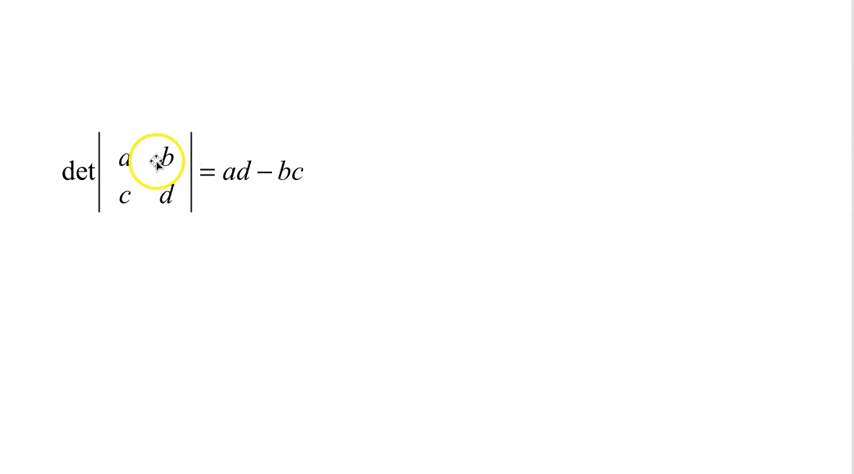 det| a b | = ad − bc
c d